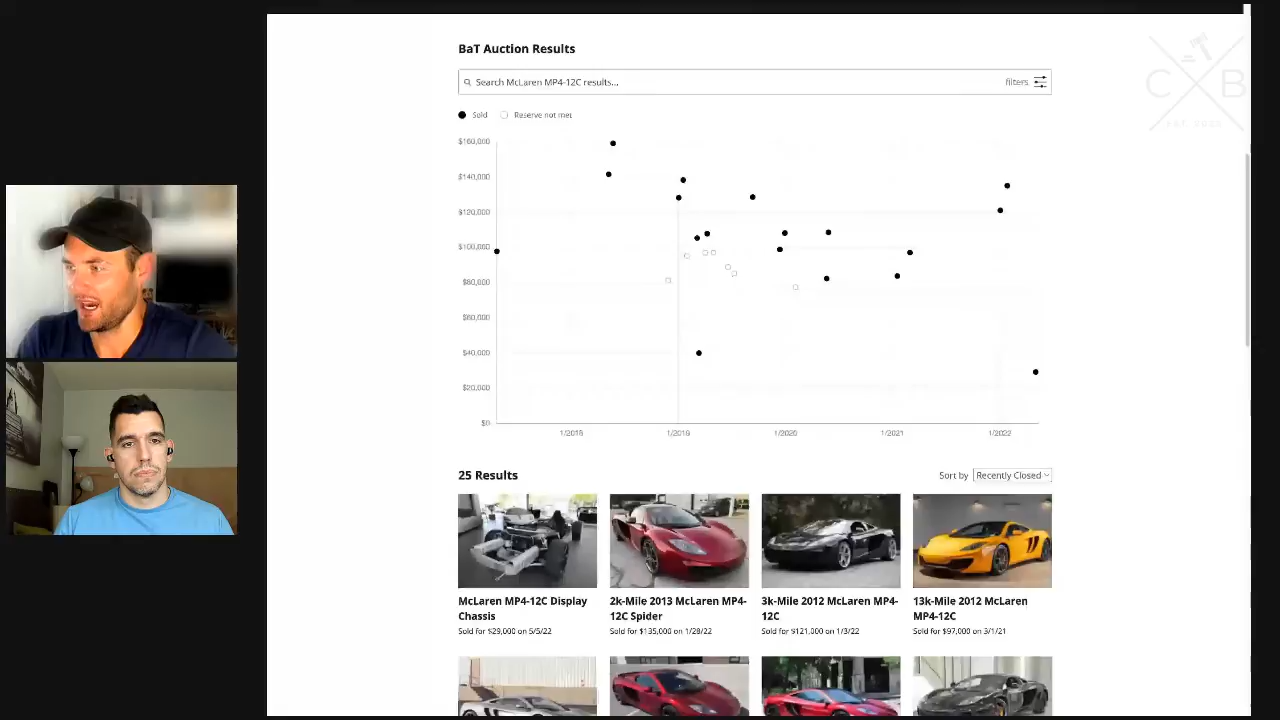 BaT Auction Results
Search McLaren MP4-12C results...
filters
Sold
Reserve not met
$160,000
$140,000
$120,000
$100,000
$80,000
$60,000
$40,000
$20,000
$0
1/2018
1/2019
1/2020
1/2021
1/2022
25 Results
Sort by Recently Closed
McLaren MP4-12C Display Chassis
Sold for $29,000 on 5/5/22
2k-Mile 2013 McLaren MP4-12C Spider
Sold for $135,000 on 1/28/22
3k-Mile 2012 McLaren MP4-12C
Sold for $121,000 on 1/3/22
13k-Mile 2012 McLaren MP4-12C
Sold for $97,000 on 3/1/21
C B